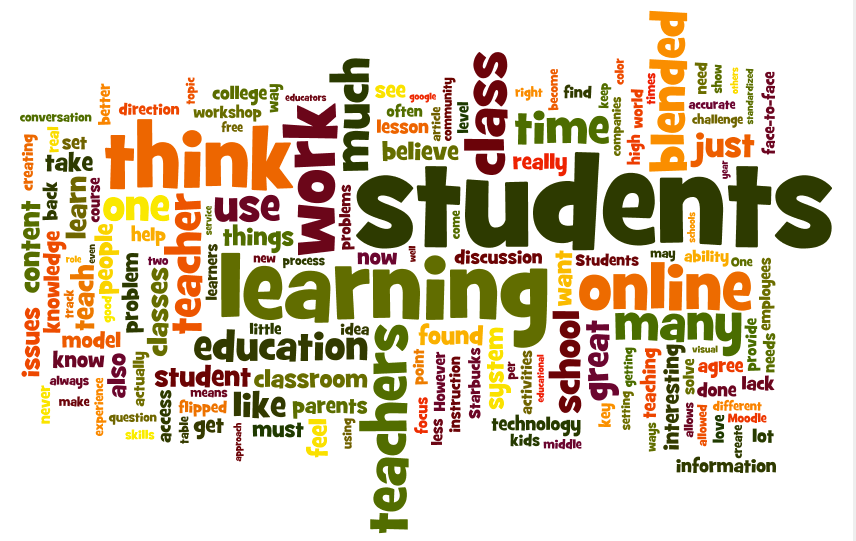 students
learning
think
online
work
teachers
class
blended
many
time
much
teacher
education
school
use
one
just
great
student
like
classroom
content
teach
learn
classes
people
take
things
believe
really
see
lesson
often
article
community
level
google
educators
college
way
workshop
free
topic
direction
better
conversation
creating
real
set
back
course
knowledge
issues
help
service
learners
new
process
problems
now
well
come
discussion
want
Students
may
ability
One
schools
year
employees
provide
needs
right
become
find
keep
companies
color
high
world
times
need
show
others
standardized
accurate
challenge
face-to-face
role
even
track
good
problem
two
model
know
also
always
make
never
experience
actually
question
skills
access
table
get
means
flipped
approach
must
parents
feel
using
little
idea
found
point
focus
less
However
instruction
Starbucks
system
per
activities
educational
technology
kids
middle
key
setting
getting
teaching
ways
interesting
solve
visual
agree
done
lack
allows
allowed
different
Moodle
love
create
lot
information